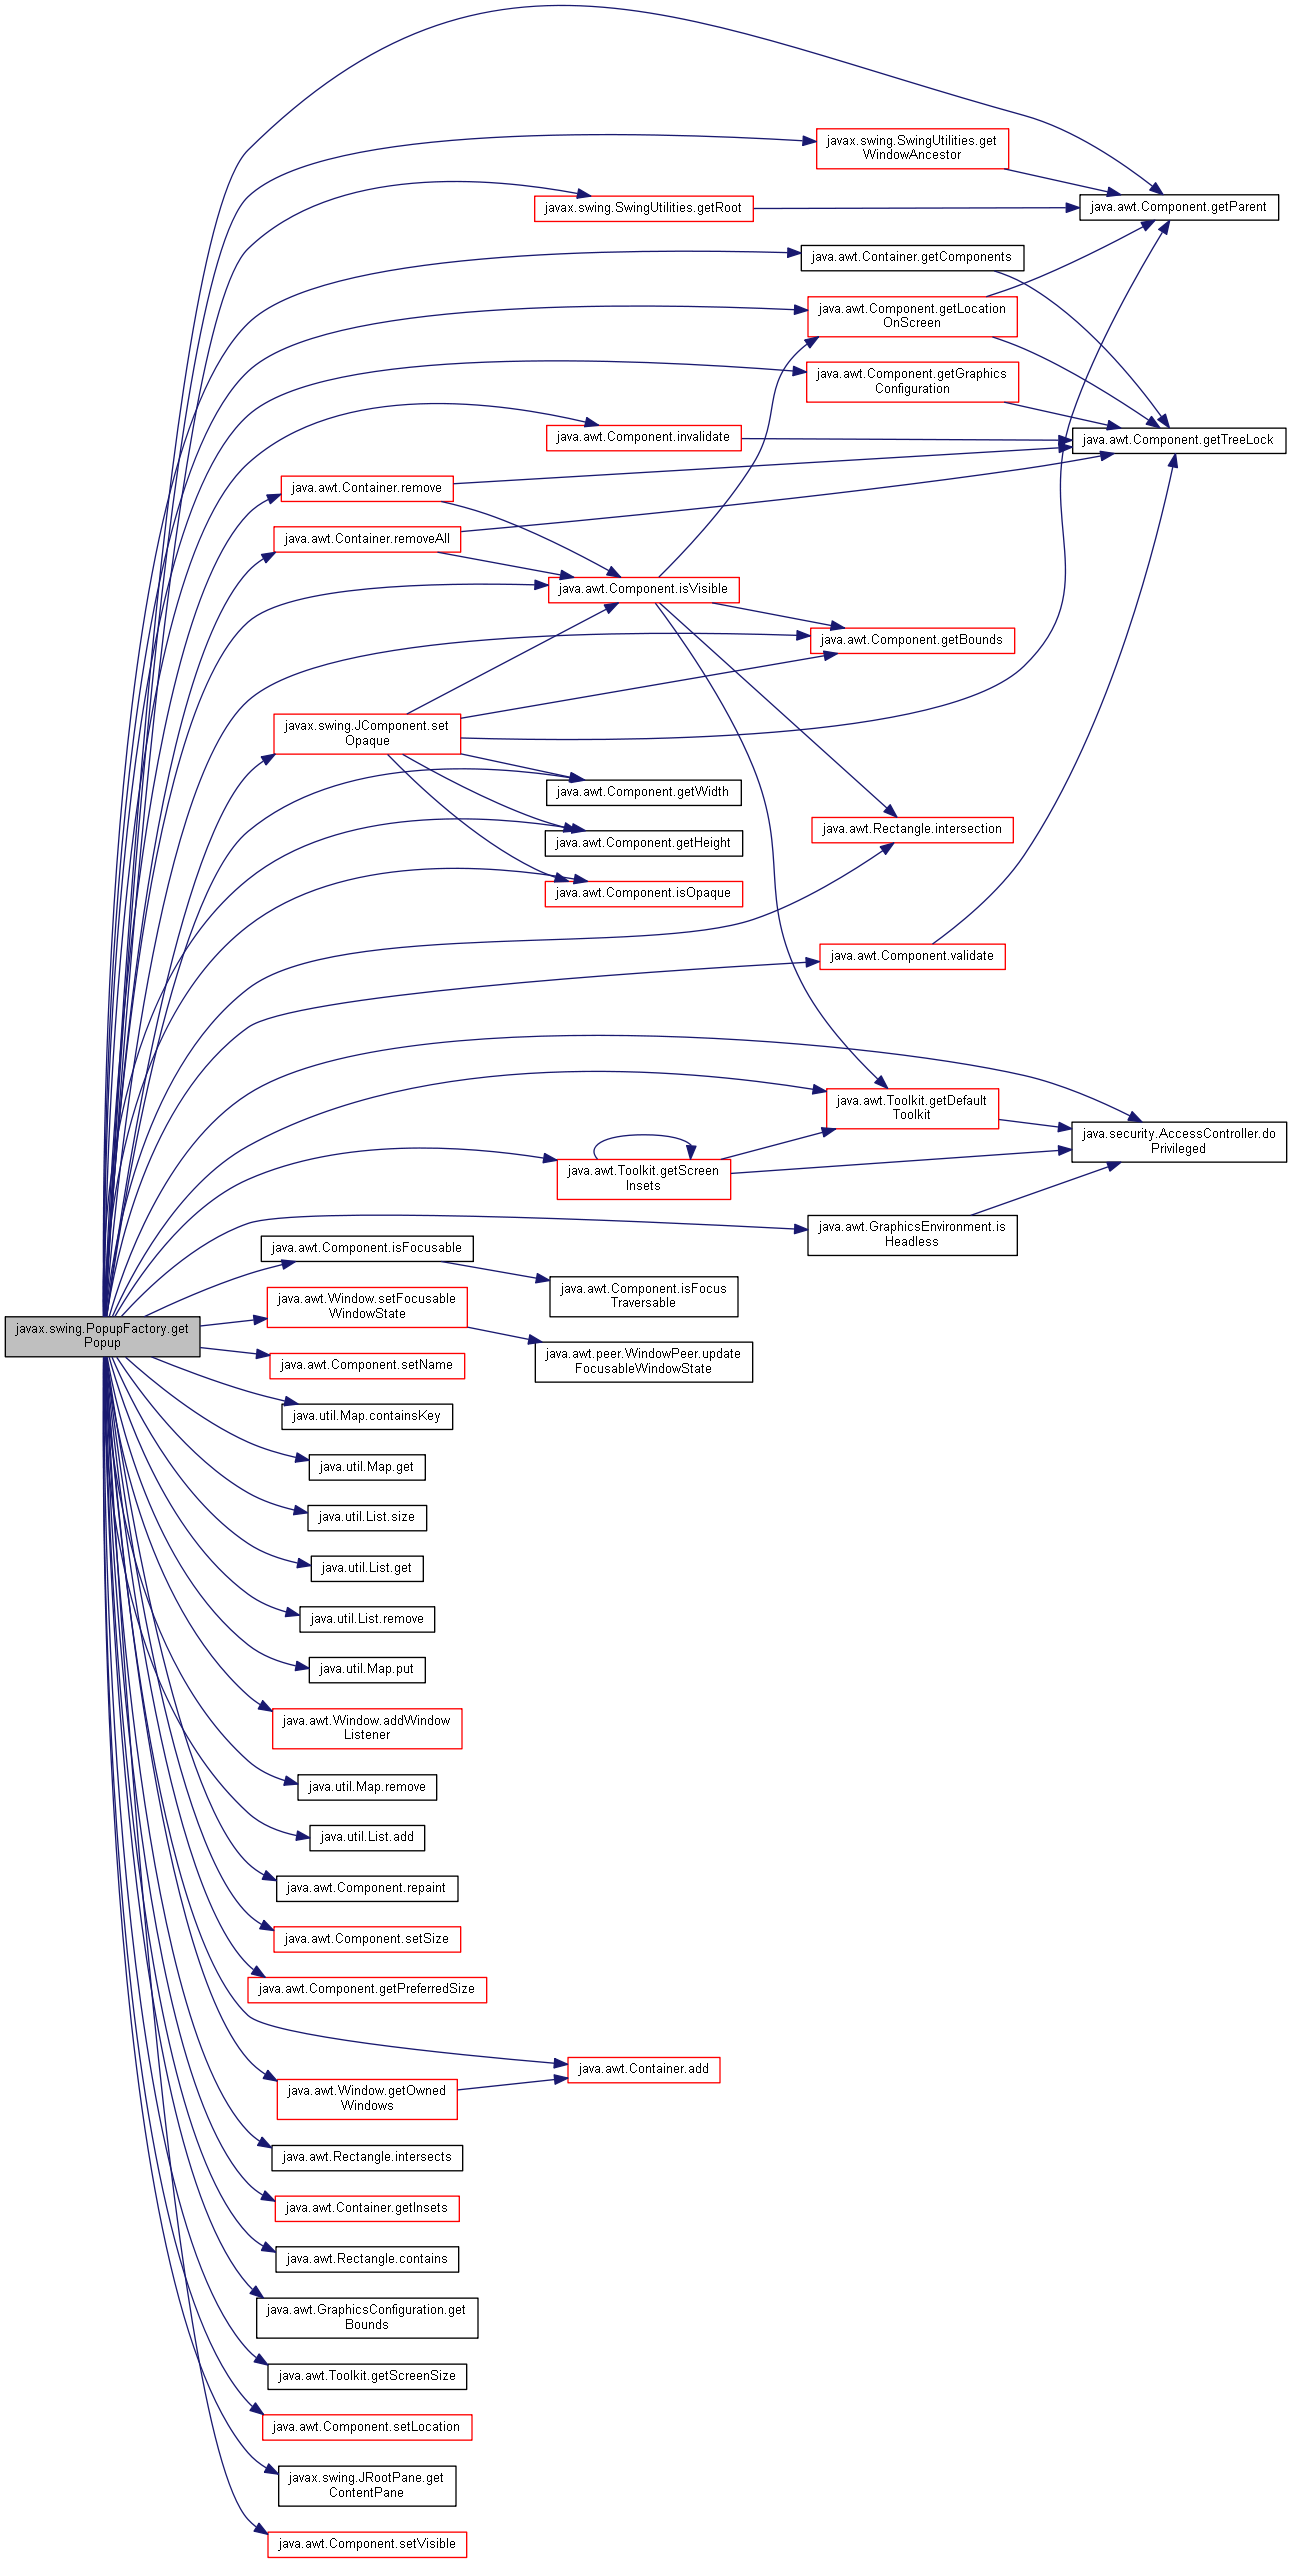 javax.swing.SwingUtilities.get
WindowAncestor
javax.swing.SwingUtilities.getRoot
java.awt.Component.getParent
java.awt.Container.getComponents
java.awt.Component.getLocation
OnScreen
java.awt.Component.getGraphics
Configuration
java.awt.Component.invalidate
java.awt.Component.getTreeLock
java.awt.Container.remove
java.awt.Container.removeAll
java.awt.Component.isVisible
java.awt.Component.getBounds
javax.swing.JComponent.set
Opaque
java.awt.Component.getWidth
java.awt.Rectangle.intersection
java.awt.Component.getHeight
java.awt.Component.isOpaque
java.awt.Component.validate
java.awt.Toolkit.getDefault
Toolkit
java.security.AccessController.do
Privileged
java.awt.Toolkit.getScreen
Insets
java.awt.GraphicsEnvironment.is
Headless
java.awt.Component.isFocusable
java.awt.Component.isFocus
Traversable
java.awt.Window.setFocusable
WindowState
javax.swing.PopupFactory.get
Popup
java.awt.peer.WindowPeer.update
FocusableWindowState
java.awt.Component.setName
java.util.Map.containsKey
java.util.Map.get
java.util.List.size
java.util.List.get
java.util.List.remove
java.util.Map.put
java.awt.Window.addWindow
Listener
java.util.Map.remove
java.util.List.add
java.awt.Component.repaint
java.awt.Component.setSize
java.awt.Component.getPreferredSize
java.awt.Container.add
java.awt.Window.getOwned
Windows
java.awt.Rectangle.intersects
java.awt.Container.getInsets
java.awt.Rectangle.contains
java.awt.GraphicsConfiguration.get
Bounds
java.awt.Toolkit.getScreenSize
java.awt.Component.setLocation
javax.swing.JRootPane.get
ContentPane
java.awt.Component.setVisible